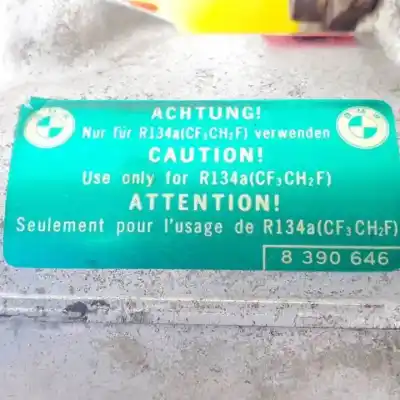 ACHTUNG!
Nur für R134a(CF₃CH₂F) verwenden
CAUTION!
Use only for R134a(CF₃CH₂F)
ATTENTION!
Seulement pour l'usage de R134a(CF₃CH₂F)
8 390 646